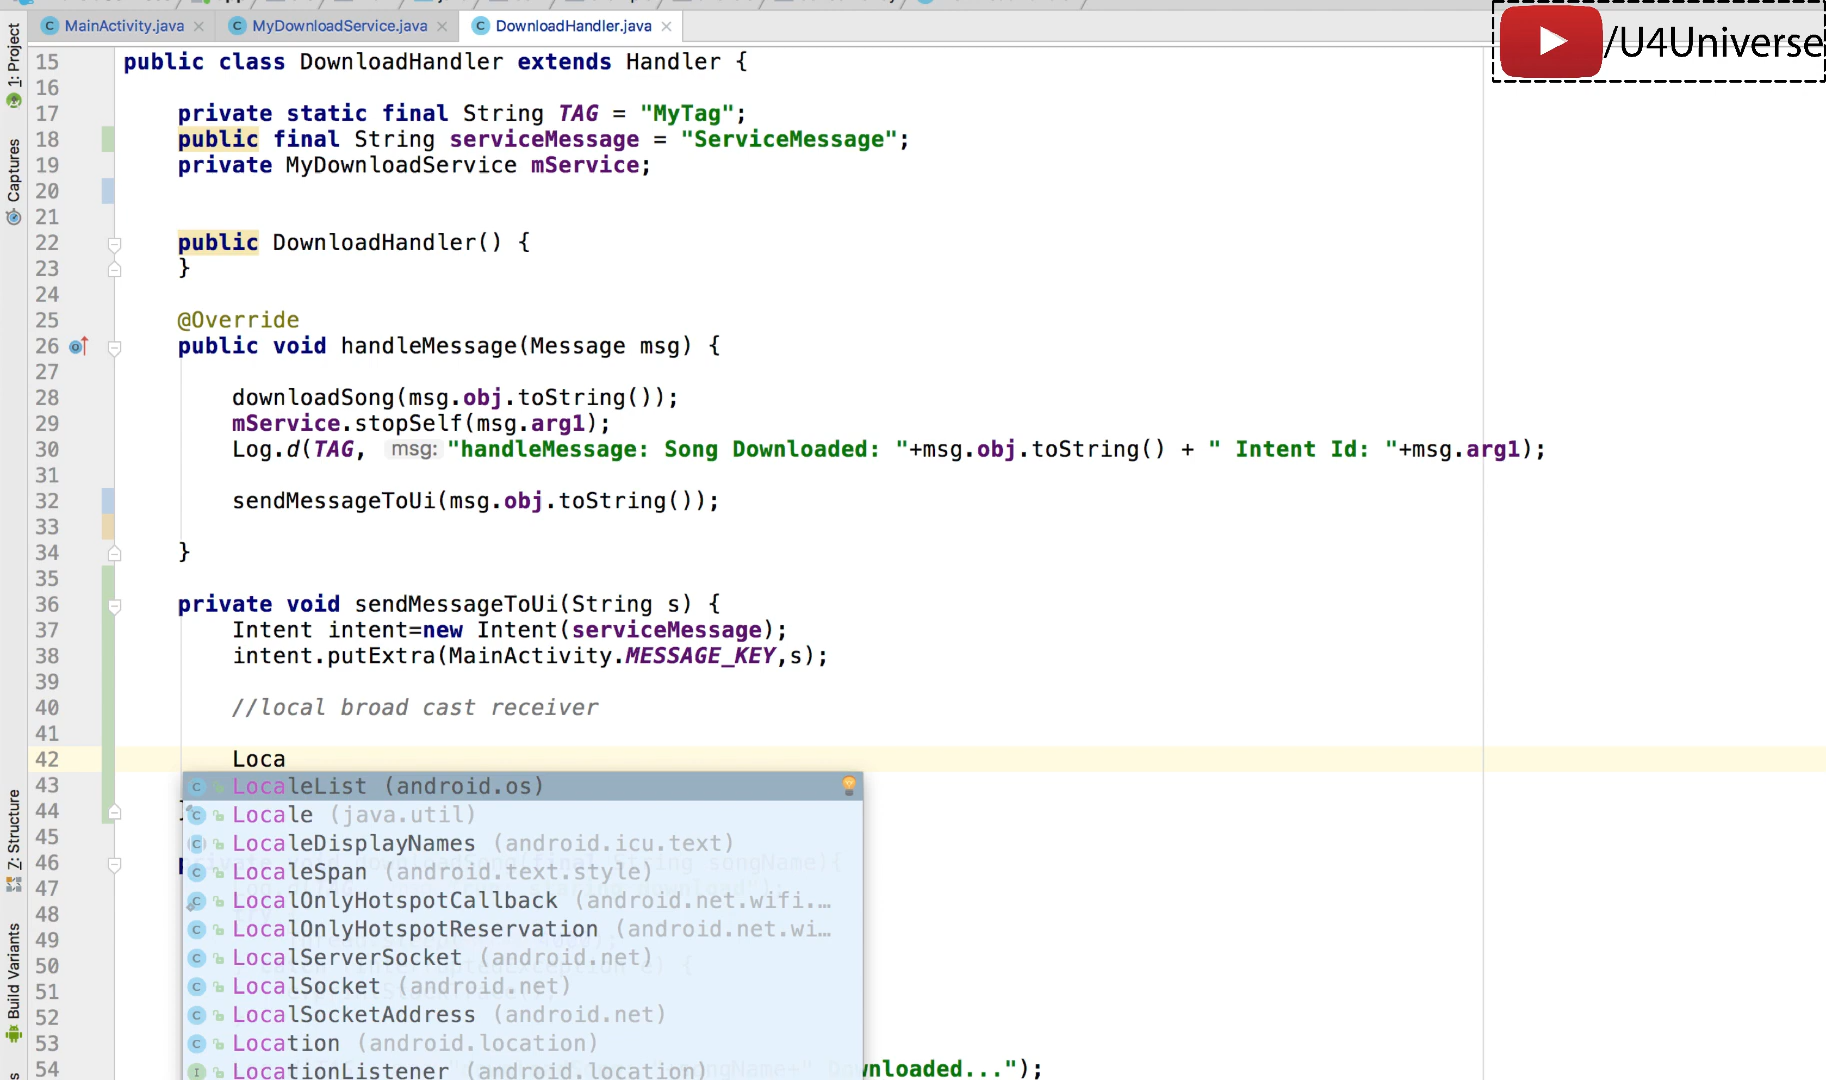 MainActivity.java × MyDownloadService.java × DownloadHandler.java ×
/U4Universe
1: Project
Captures
Z: Structure
Build Variants
15 public class DownloadHandler extends Handler {
16
17 private static final String TAG = "MyTag";
18 public final String serviceMessage = "ServiceMessage";
19 private MyDownloadService mService;
20
21
22 public DownloadHandler() {
23 }
24
25 @Override
26 public void handleMessage(Message msg) {
27
28 downloadSong(msg.obj.toString());
29 mService.stopSelf(msg.arg1);
30 Log.d(TAG, msg: "handleMessage: Song Downloaded: "+msg.obj.toString() + " Intent Id: "+msg.arg1);
31
32 sendMessageToUi(msg.obj.toString());
33
34 }
35
36 private void sendMessageToUi(String s) {
37 Intent intent=new Intent(serviceMessage);
38 intent.putExtra(MainActivity.MESSAGE_KEY,s);
39
40 //local broad cast receiver
41
42 Loca
43 LocaleList (android.os)
44 Locale (java.util)
45 LocaleDisplayNames (android.icu.text)
46 LocaleSpan (android.text.style)
47 LocalOnlyHotspotCallback (android.net.wifi.…
48 LocalOnlyHotspotReservation (android.net.wi…
49 LocalServerSocket (android.net)
50 LocalSocket (android.net)
51 LocalSocketAddress (android.net)
52 Location (android.location)
53 LocationListener (android.location)
54 nloaded...");